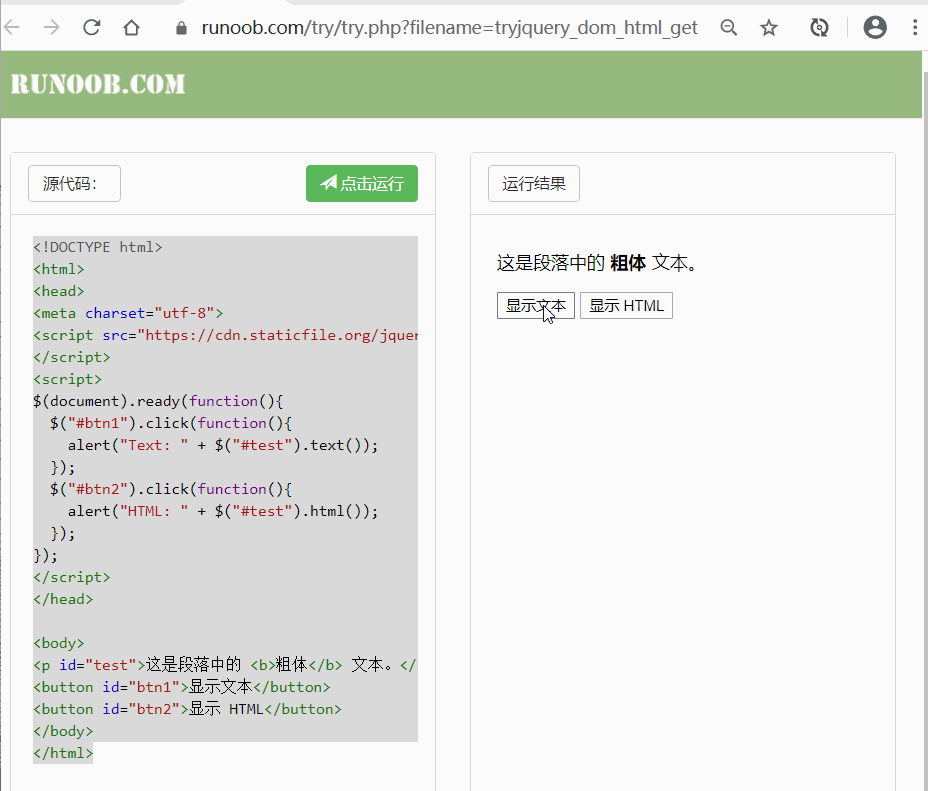 runoob.com/try/try.php?filename=tryjquery_dom_html_get
RUNOOB.COM
源代码：
点击运行
<!DOCTYPE html>
<html>
<head>
<meta charset="utf-8">
<script src="https://cdn.staticfile.org/jquer
</script>
<script>
$(document).ready(function(){
  $("#btn1").click(function(){
    alert("Text: " + $("#test").text());
  });
  $("#btn2").click(function(){
    alert("HTML: " + $("#test").html());
  });
});
</script>
</head>

<body>
<p id="test">这是段落中的 <b>粗体</b> 文本。</
<button id="btn1">显示文本</button>
<button id="btn2">显示 HTML</button>
</body>
</html>
运行结果
这是段落中的 粗体 文本。
显示文本 显示 HTML